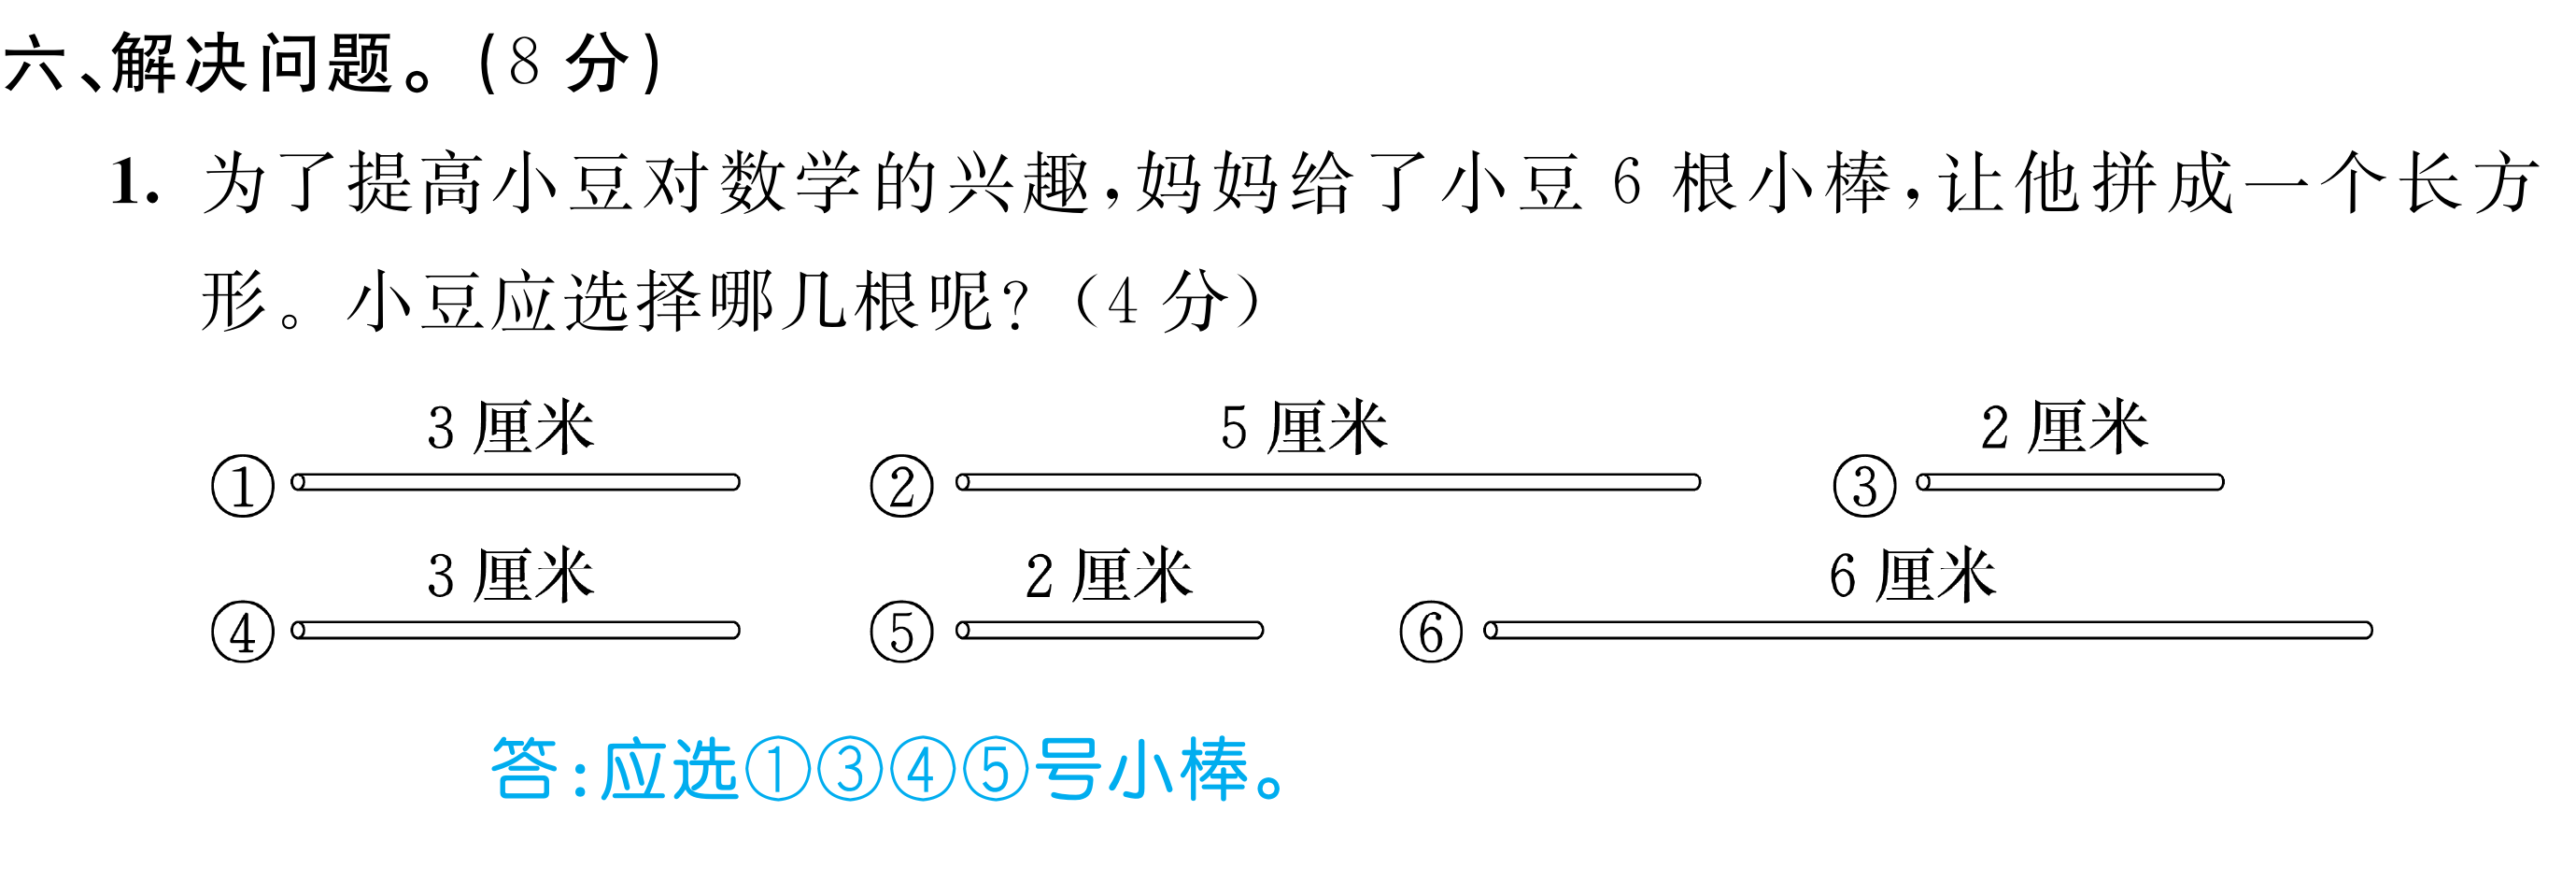 六、解决问题。(8 分)
1. 为了提高小豆对数学的兴趣,妈妈给了小豆 6 根小棒,让他拼成一个长方
形。小豆应选择哪几根呢?(4 分)
3 厘米 5 厘米 2 厘米
① ② ③
3 厘米 2 厘米 6 厘米
④ ⑤ ⑥
答:应选①③④⑤号小棒。